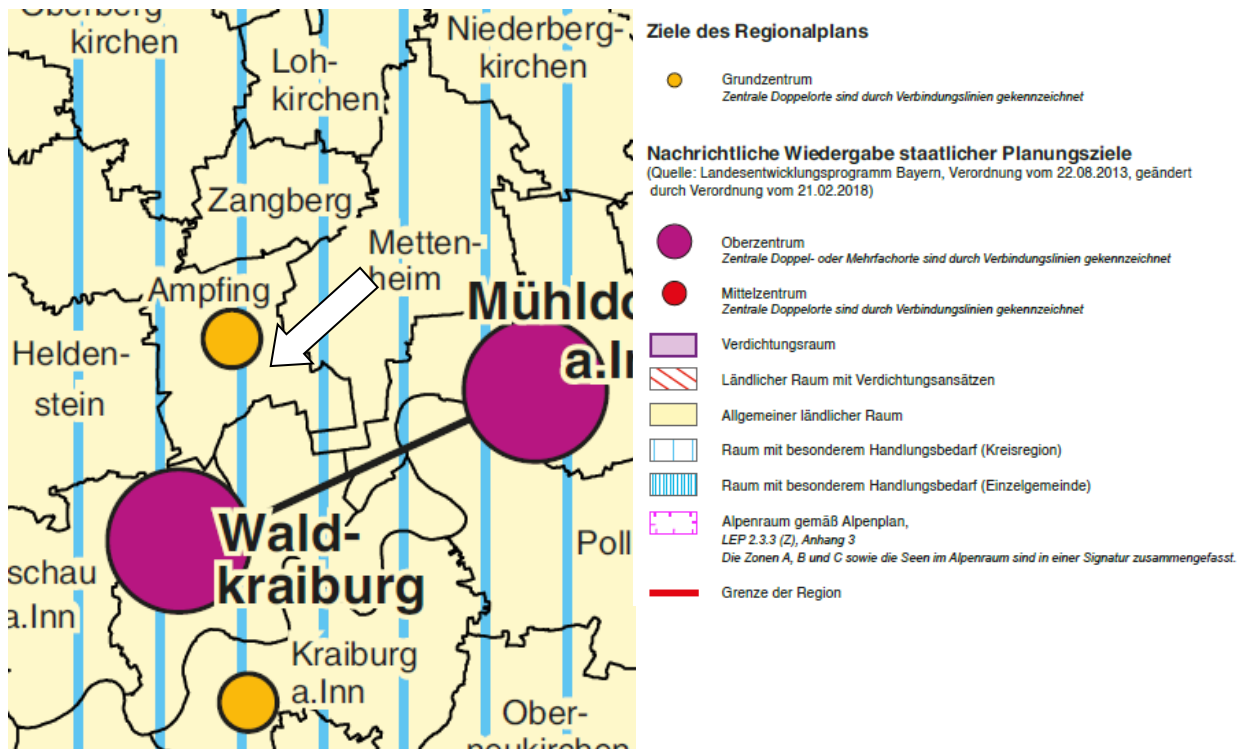 Oberberg
kirchen
Niederberg-
kirchen
Loh-
kirchen
Zangberg
Metten-
heim
Ampfing
Mühldo
a.I
Helden-
stein
Wald-
kraiburg
Poll
schau
a.Inn
Kraiburg
a.Inn
Ober-
neukirchen
Ziele des Regionalplans
Grundzentrum
Zentrale Doppelorte sind durch Verbindungslinien gekennzeichnet
Nachrichtliche Wiedergabe staatlicher Planungsziele
(Quelle: Landesentwicklungsprogramm Bayern, Verordnung vom 22.08.2013, geändert
durch Verordnung vom 21.02.2018)
Oberzentrum
Zentrale Doppel- oder Mehrfachorte sind durch Verbindungslinien gekennzeichnet
Mittelzentrum
Zentrale Doppelorte sind durch Verbindungslinien gekennzeichnet
Verdichtungsraum
Ländlicher Raum mit Verdichtungsansätzen
Allgemeiner ländlicher Raum
Raum mit besonderem Handlungsbedarf (Kreisregion)
Raum mit besonderem Handlungsbedarf (Einzelgemeinde)
Alpenraum gemäß Alpenplan,
LEP 2.3.3 (Z), Anhang 3
Die Zonen A, B und C sowie die Seen im Alpenraum sind in einer Signatur zusammengefasst.
Grenze der Region